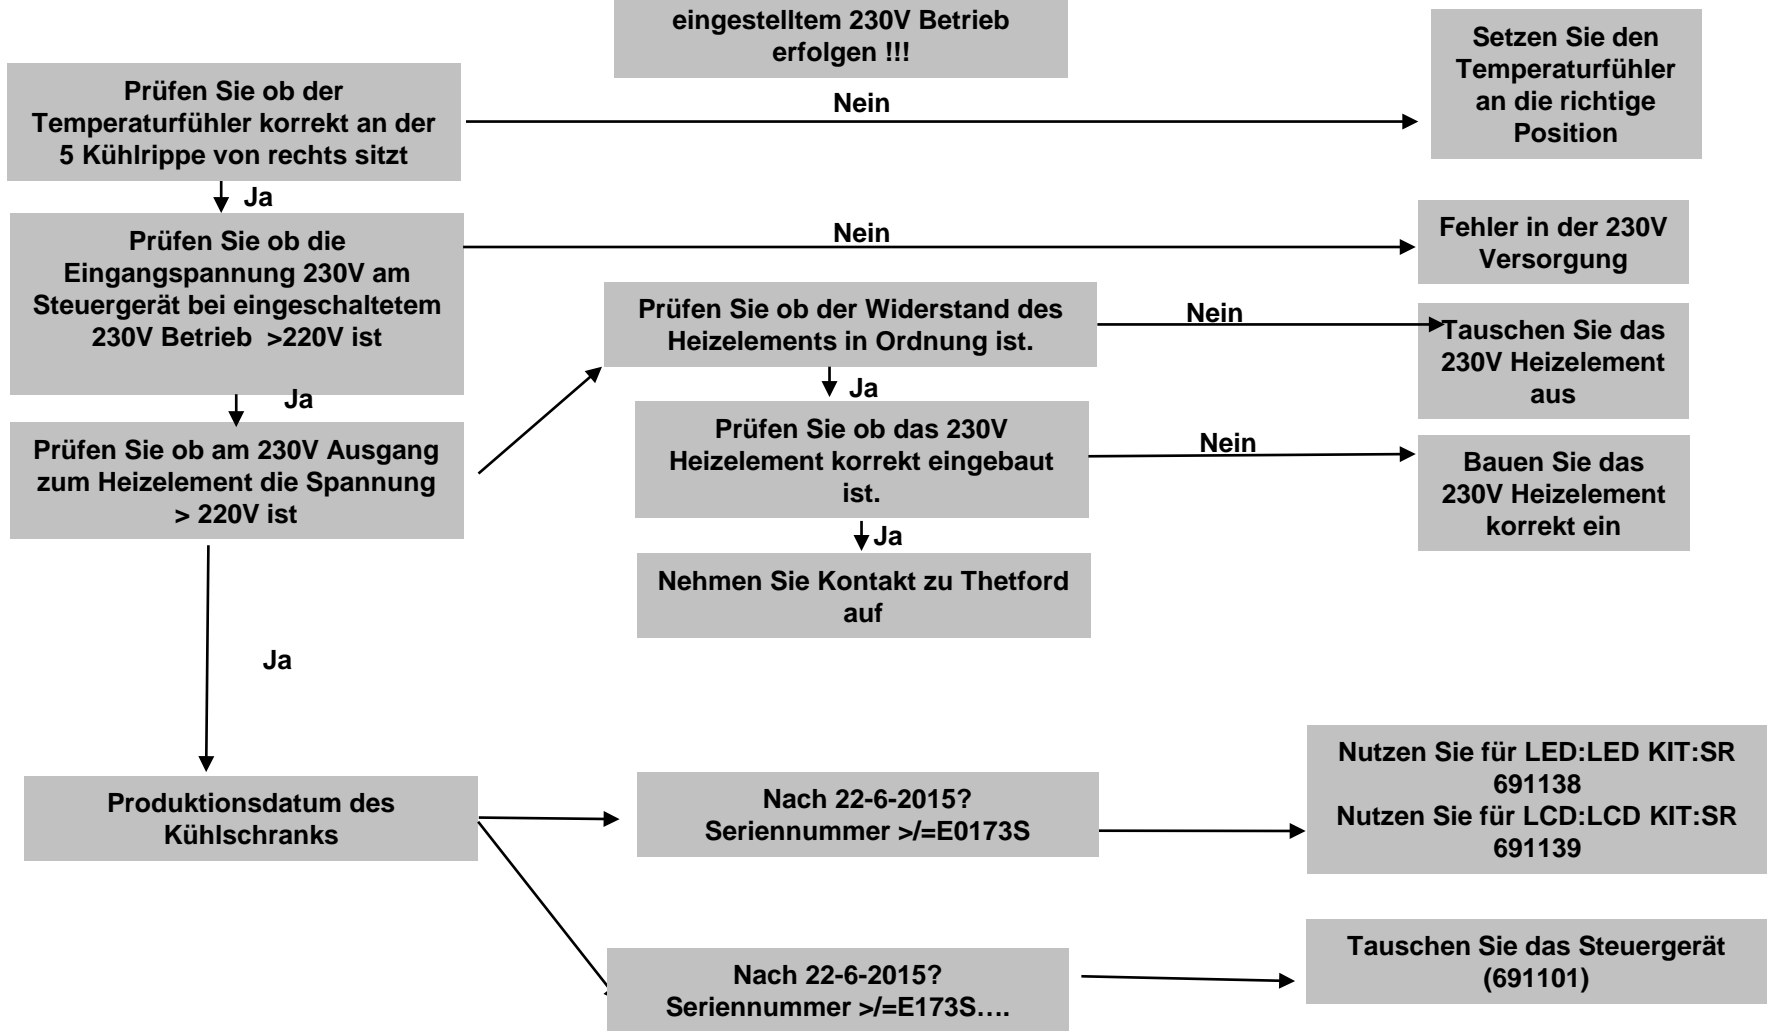 eingestelltem 230V Betrieb
erfolgen !!!
Setzen Sie den
Temperaturfühler
an die richtige
Position
Prüfen Sie ob der
Temperaturfühler korrekt an der
5 Kühlrippe von rechts sitzt
Nein
Ja
Prüfen Sie ob die
Eingangspannung 230V am
Steuergerät bei eingeschaltetem
230V Betrieb >220V ist
Nein
Fehler in der 230V
Versorgung
Prüfen Sie ob der Widerstand des
Heizelements in Ordnung ist.
Nein
Tauschen Sie das
230V Heizelement
aus
Ja
Ja
Prüfen Sie ob am 230V Ausgang
zum Heizelement die Spannung
> 220V ist
Prüfen Sie ob das 230V
Heizelement korrekt eingebaut
ist.
Nein
Bauen Sie das
230V Heizelement
korrekt ein
Ja
Nehmen Sie Kontakt zu Thetford
auf
Ja
Produktionsdatum des
Kühlschranks
Nach 22-6-2015?
Seriennummer >/=E0173S
Nutzen Sie für LED:LED KIT:SR
691138
Nutzen Sie für LCD:LCD KIT:SR
691139
Nach 22-6-2015?
Seriennummer >/=E173S….
Tauschen Sie das Steuergerät
(691101)